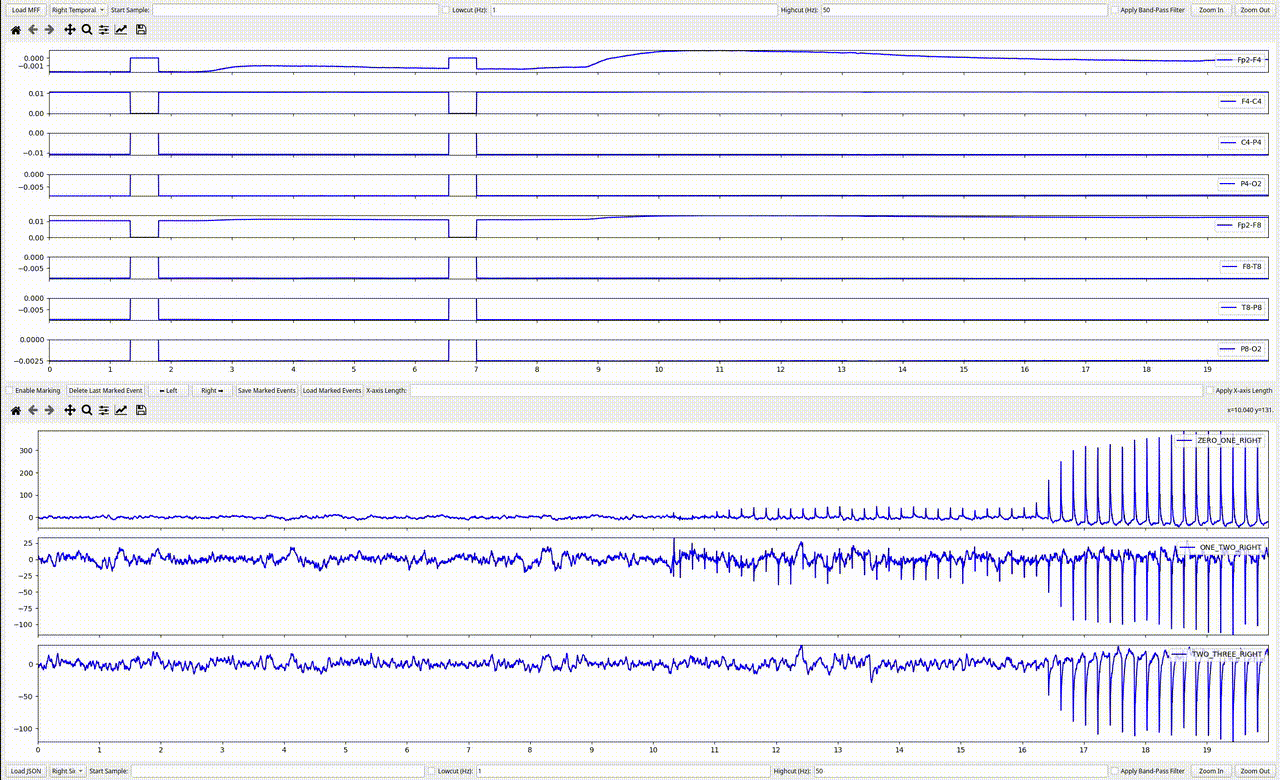 Load MFF Right Temporal Start Sample: Lowcut (Hz): 1 Highcut (Hz): 50 Apply Band-Pass Filter Zoom In Zoom Out
0.000
−0.001
Fp2-F4
0.01
0.00
F4-C4
0.00
−0.01
C4-P4
0.000
−0.005
P4-O2
0.01
0.00
Fp2-F8
0.000
−0.005
F8-T8
0.000
−0.005
T8-P8
0.0000
−0.0025
P8-O2
0 1 2 3 4 5 6 7 8 9 10 11 12 13 14 15 16 17 18 19
Enable Marking Delete Last Marked Event Left Right Save Marked Events Load Marked Events X-axis Length: Apply X-axis Length
x=10.040 y=131.
300
200
100
0
ZERO_ONE_RIGHT
25
0
−25
−50
−75
−100
ONE_TWO_RIGHT
0
−50
−100
TWO_THREE_RIGHT
0 1 2 3 4 5 6 7 8 9 10 11 12 13 14 15 16 17 18 19
Load JSON Right Si Start Sample: Lowcut (Hz): 1 Highcut (Hz): 50 Apply Band-Pass Filter Zoom In Zoom Out